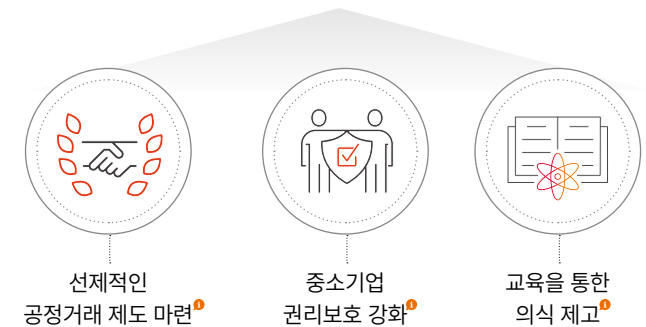 선제적인
공정거래 제도 마련
중소기업
권리보호 강화
교육을 통한
의식 제고